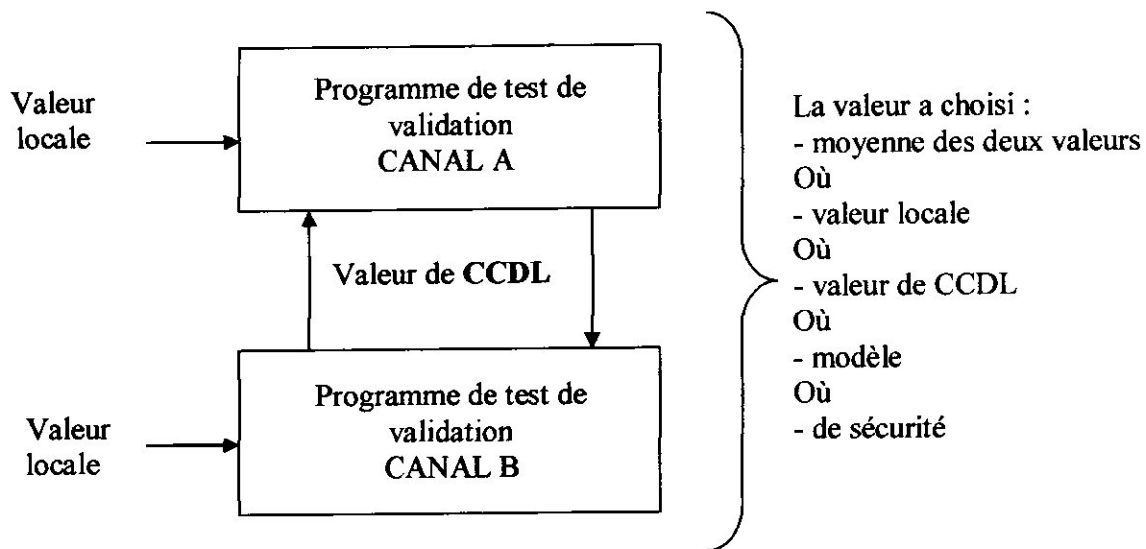 Valeur
locale
Programme de test de
validation
CANAL A
Valeur de CCDL
Valeur
locale
Programme de test de
validation
CANAL B
La valeur a choisi :
- moyenne des deux valeurs
Où
- valeur locale
Où
- valeur de CCDL
Où
- modèle
Où
- de sécurité